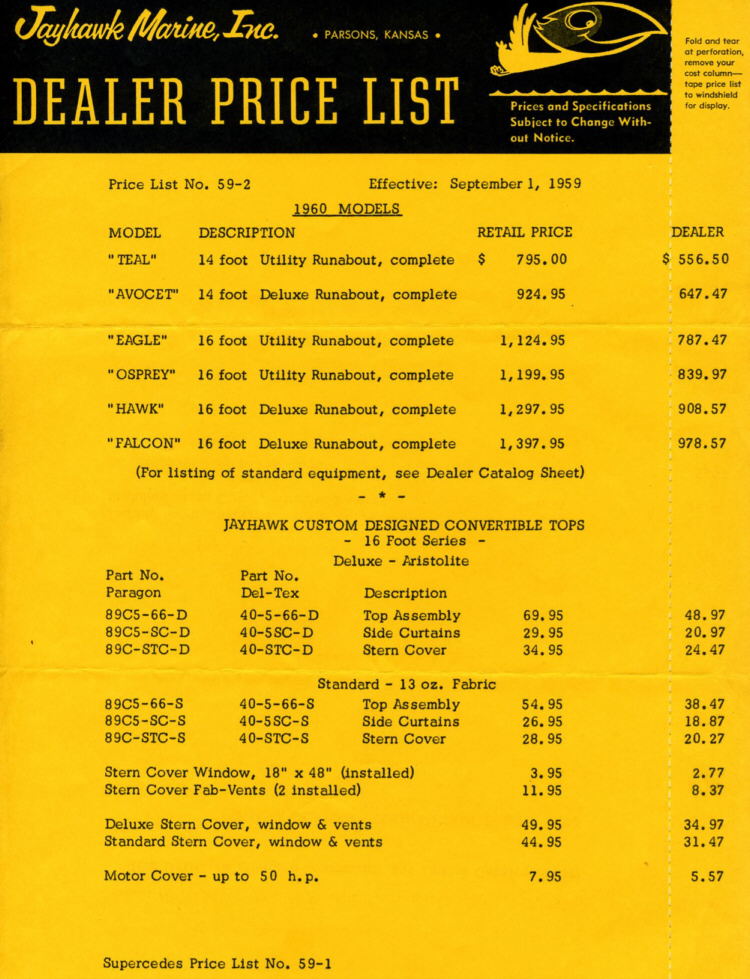 Jayhawk Marine, Inc. • PARSONS, KANSAS •
DEALER PRICE LIST
Prices and Specifications
Subject to Change With-
out Notice.
Fold and tear
at perforation,
remove your
cost column—
tape price list
to windshield
for display.
Price List No. 59-2 Effective: September 1, 1959
1960 MODELS
MODEL DESCRIPTION RETAIL PRICE DEALER
"TEAL" 14 foot Utility Runabout, complete $ 795.00 $ 556.50
"AVOCET" 14 foot Deluxe Runabout, complete 924.95 647.47
"EAGLE" 16 foot Utility Runabout, complete 1,124.95 787.47
"OSPREY" 16 foot Utility Runabout, complete 1,199.95 839.97
"HAWK" 16 foot Deluxe Runabout, complete 1,297.95 908.57
"FALCON" 16 foot Deluxe Runabout, complete 1,397.95 978.57
(For listing of standard equipment, see Dealer Catalog Sheet)
- * -
JAYHAWK CUSTOM DESIGNED CONVERTIBLE TOPS
- 16 Foot Series -
Deluxe - Aristolite
Part No. Part No.
Paragon Del-Tex Description
89C5-66-D 40-5-66-D Top Assembly 69.95 48.97
89C5-SC-D 40-5SC-D Side Curtains 29.95 20.97
89C-STC-D 40-STC-D Stern Cover 34.95 24.47
Standard - 13 oz. Fabric
89C5-66-S 40-5-66-S Top Assembly 54.95 38.47
89C5-SC-S 40-5SC-S Side Curtains 26.95 18.87
89C-STC-S 40-STC-S Stern Cover 28.95 20.27
Stern Cover Window, 18" x 48" (installed) 3.95 2.77
Stern Cover Fab-Vents (2 installed) 11.95 8.37
Deluxe Stern Cover, window & vents 49.95 34.97
Standard Stern Cover, window & vents 44.95 31.47
Motor Cover - up to 50 h.p. 7.95 5.57
Supercedes Price List No. 59-1